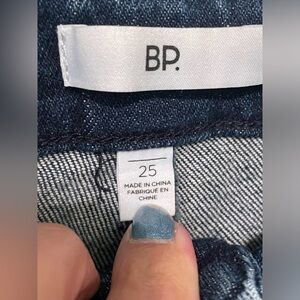 BP.
25
MADE IN CHINA
FABRIQUÉ EN
CHINE